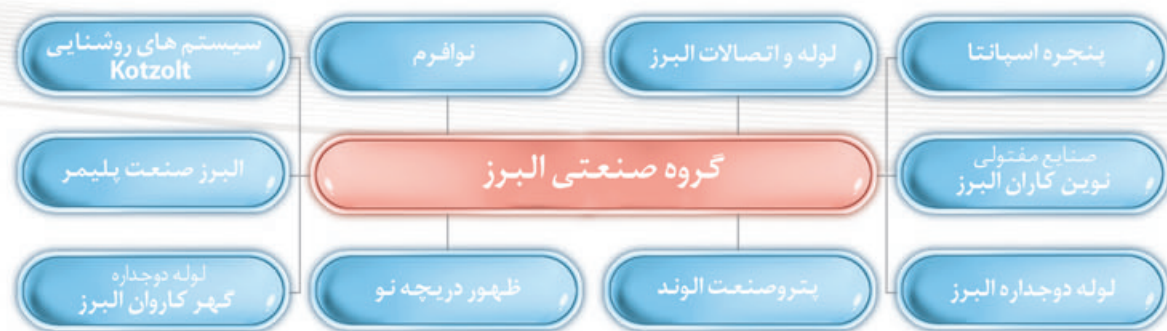 پنجره اسپانتا
لوله و اتصالات البرز
نوافرم
سیستم های روشنایی
Kotzolt
گروه صنعتی البرز
صنایع مفتولی
نوین کاران البرز
البرز صنعت پلیمر
لوله دوجداره البرز
پتروصنعت الوند
ظهور دریچه نو
لوله دوجداره
گهر کاروان البرز